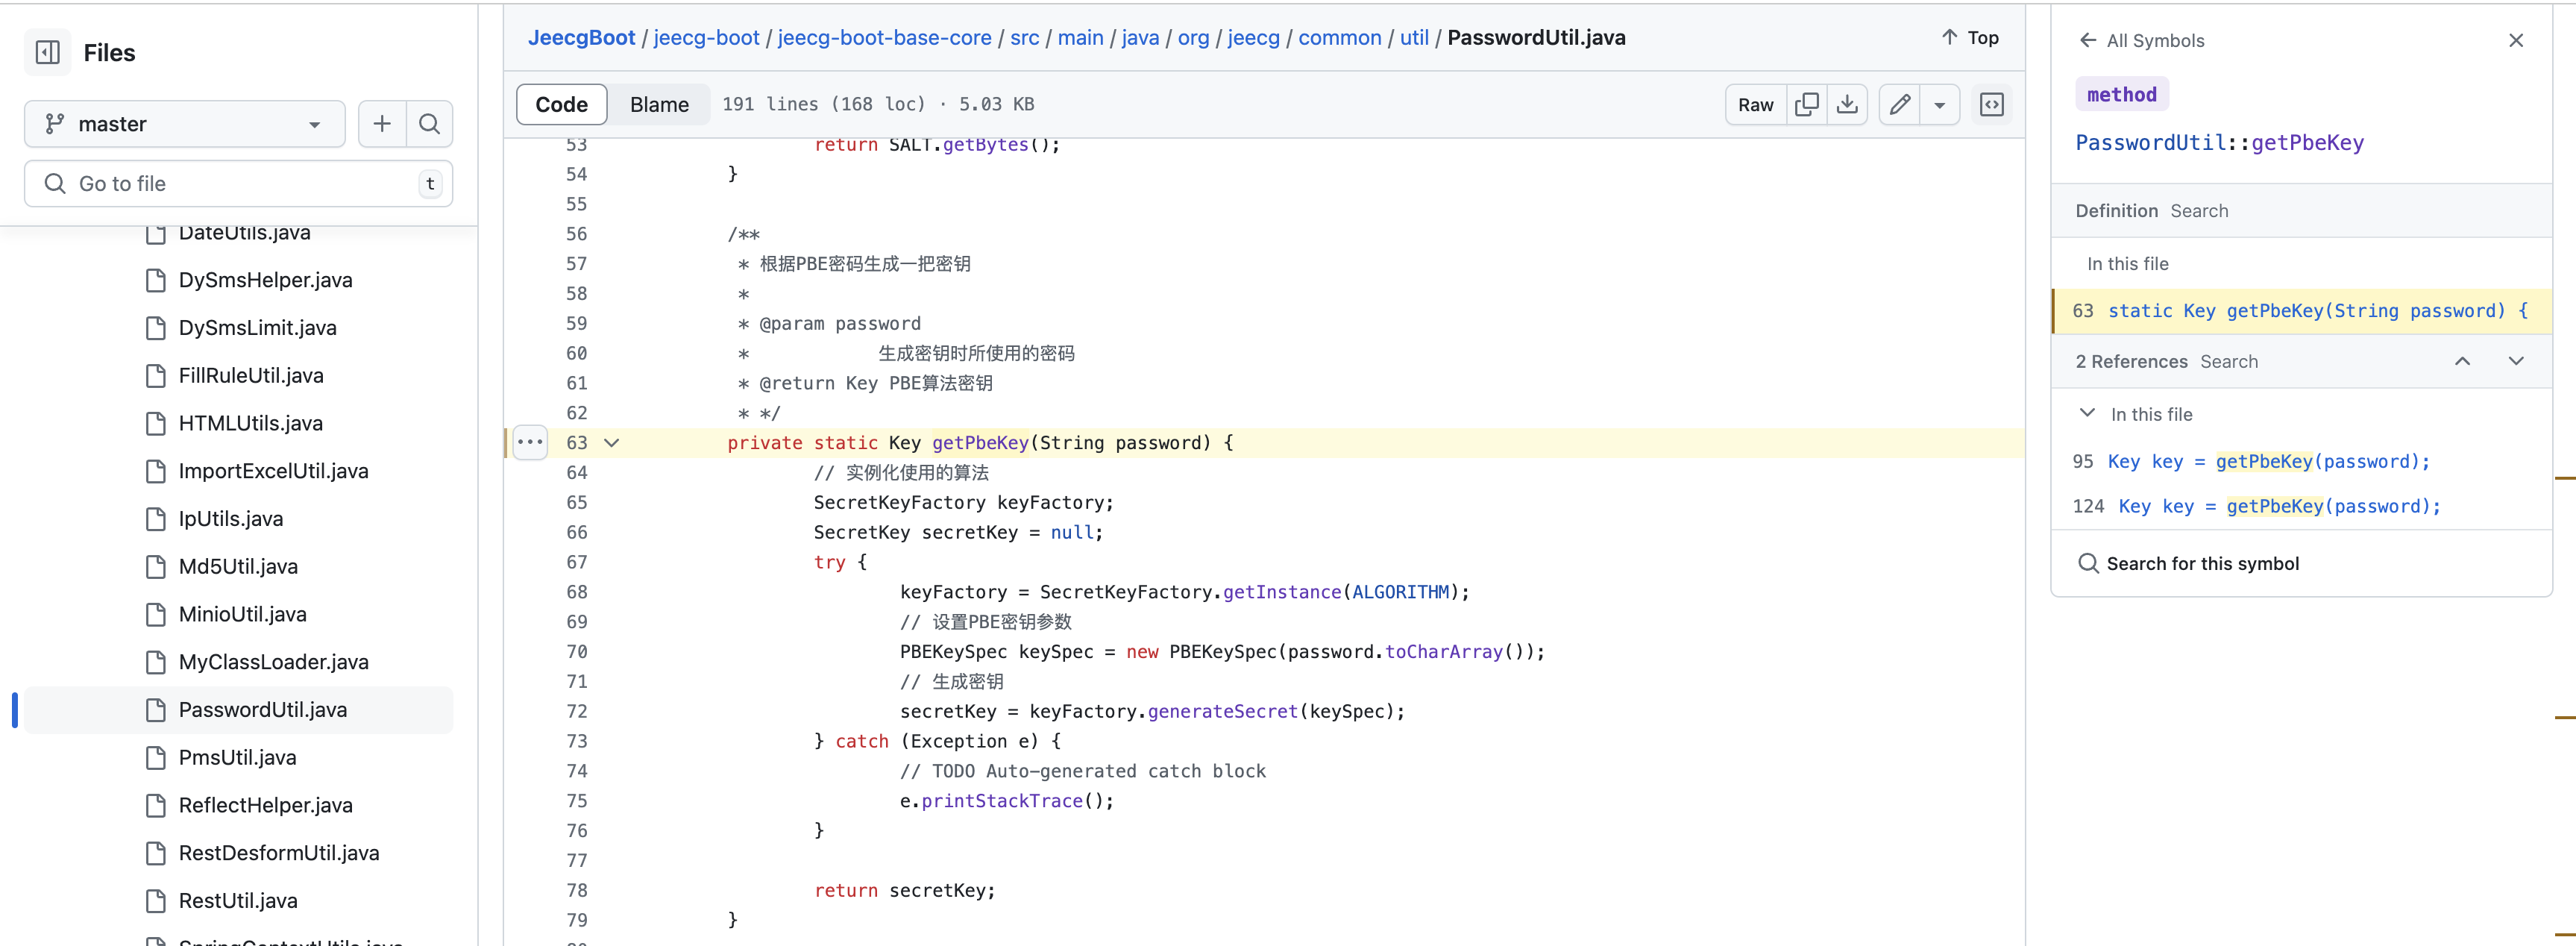 Files
master
Go to file
t
DateUtils.java
DySmsHelper.java
DySmsLimit.java
FillRuleUtil.java
HTMLUtils.java
ImportExcelUtil.java
IpUtils.java
Md5Util.java
MinioUtil.java
MyClassLoader.java
PasswordUtil.java
PmsUtil.java
ReflectHelper.java
RestDesformUtil.java
RestUtil.java
SpringContextUtils.java
JeecgBoot / jeecg-boot / jeecg-boot-base-core / src / main / java / org / jeecg / common / util / PasswordUtil.java
Top
Code Blame 191 lines (168 loc) · 5.03 KB
Raw
53 return SALT.getBytes();
54 }
55
56 /**
57 * 根据PBE密码生成一把密钥
58 *
59 * @param password
60 * 生成密钥时所使用的密码
61 * @return Key PBE算法密钥
62 * */
63 private static Key getPbeKey(String password) {
64 // 实例化使用的算法
65 SecretKeyFactory keyFactory;
66 SecretKey secretKey = null;
67 try {
68 keyFactory = SecretKeyFactory.getInstance(ALGORITHM);
69 // 设置PBE密钥参数
70 PBEKeySpec keySpec = new PBEKeySpec(password.toCharArray());
71 // 生成密钥
72 secretKey = keyFactory.generateSecret(keySpec);
73 } catch (Exception e) {
74 // TODO Auto-generated catch block
75 e.printStackTrace();
76 }
77
78 return secretKey;
79 }
All Symbols
method
PasswordUtil::getPbeKey
Definition Search
In this file
63 static Key getPbeKey(String password) {
2 References Search
In this file
95 Key key = getPbeKey(password);
124 Key key = getPbeKey(password);
Search for this symbol